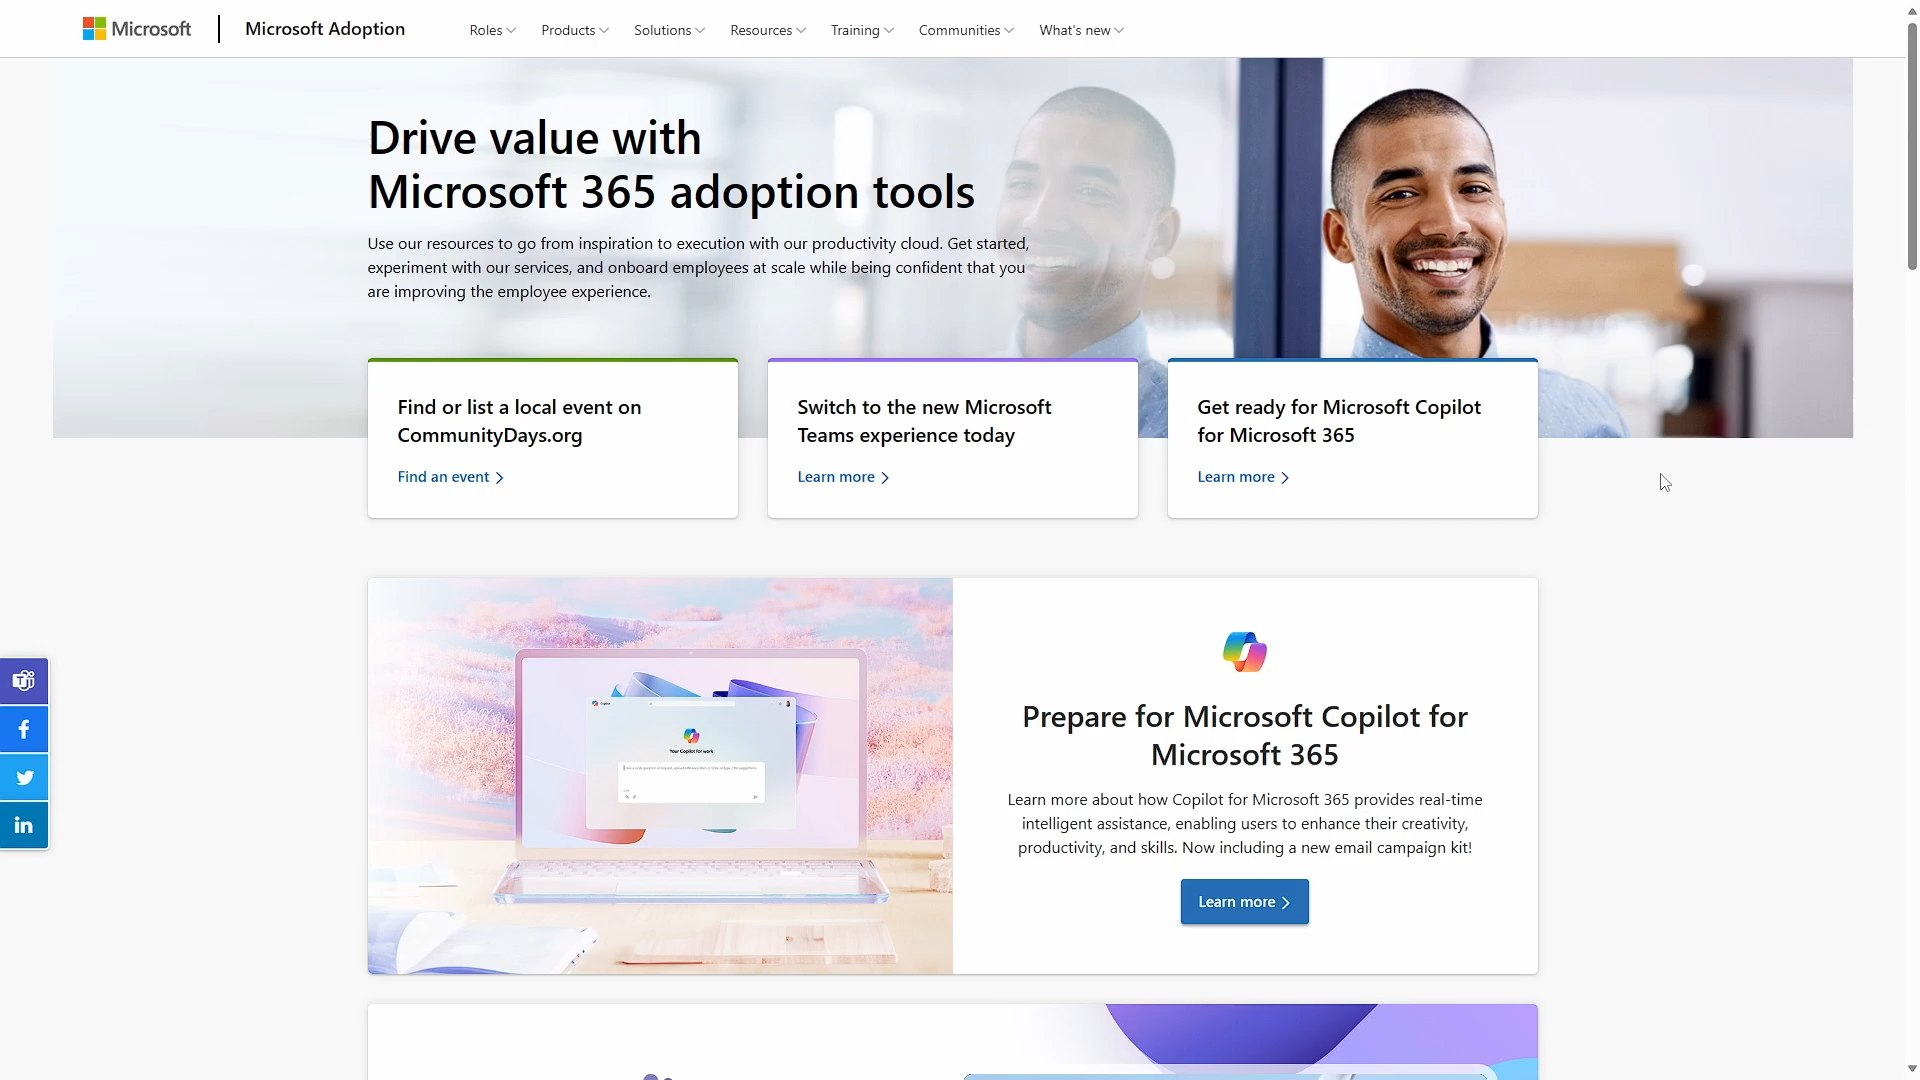 Microsoft
Microsoft Adoption
Roles
Products
Solutions
Resources
Training
Communities
What's new
Drive value with
Microsoft 365 adoption tools
Use our resources to go from inspiration to execution with our productivity cloud. Get started,
experiment with our services, and onboard employees at scale while being confident that you
are improving the employee experience.
Find or list a local event on
CommunityDays.org
Find an event
Switch to the new Microsoft
Teams experience today
Learn more
Get ready for Microsoft Copilot
for Microsoft 365
Learn more
Copilot
Your Copilot for work
Prepare for Microsoft Copilot for
Microsoft 365
Learn more about how Copilot for Microsoft 365 provides real-time
intelligent assistance, enabling users to enhance their creativity,
productivity, and skills. Now including a new email campaign kit!
Learn more